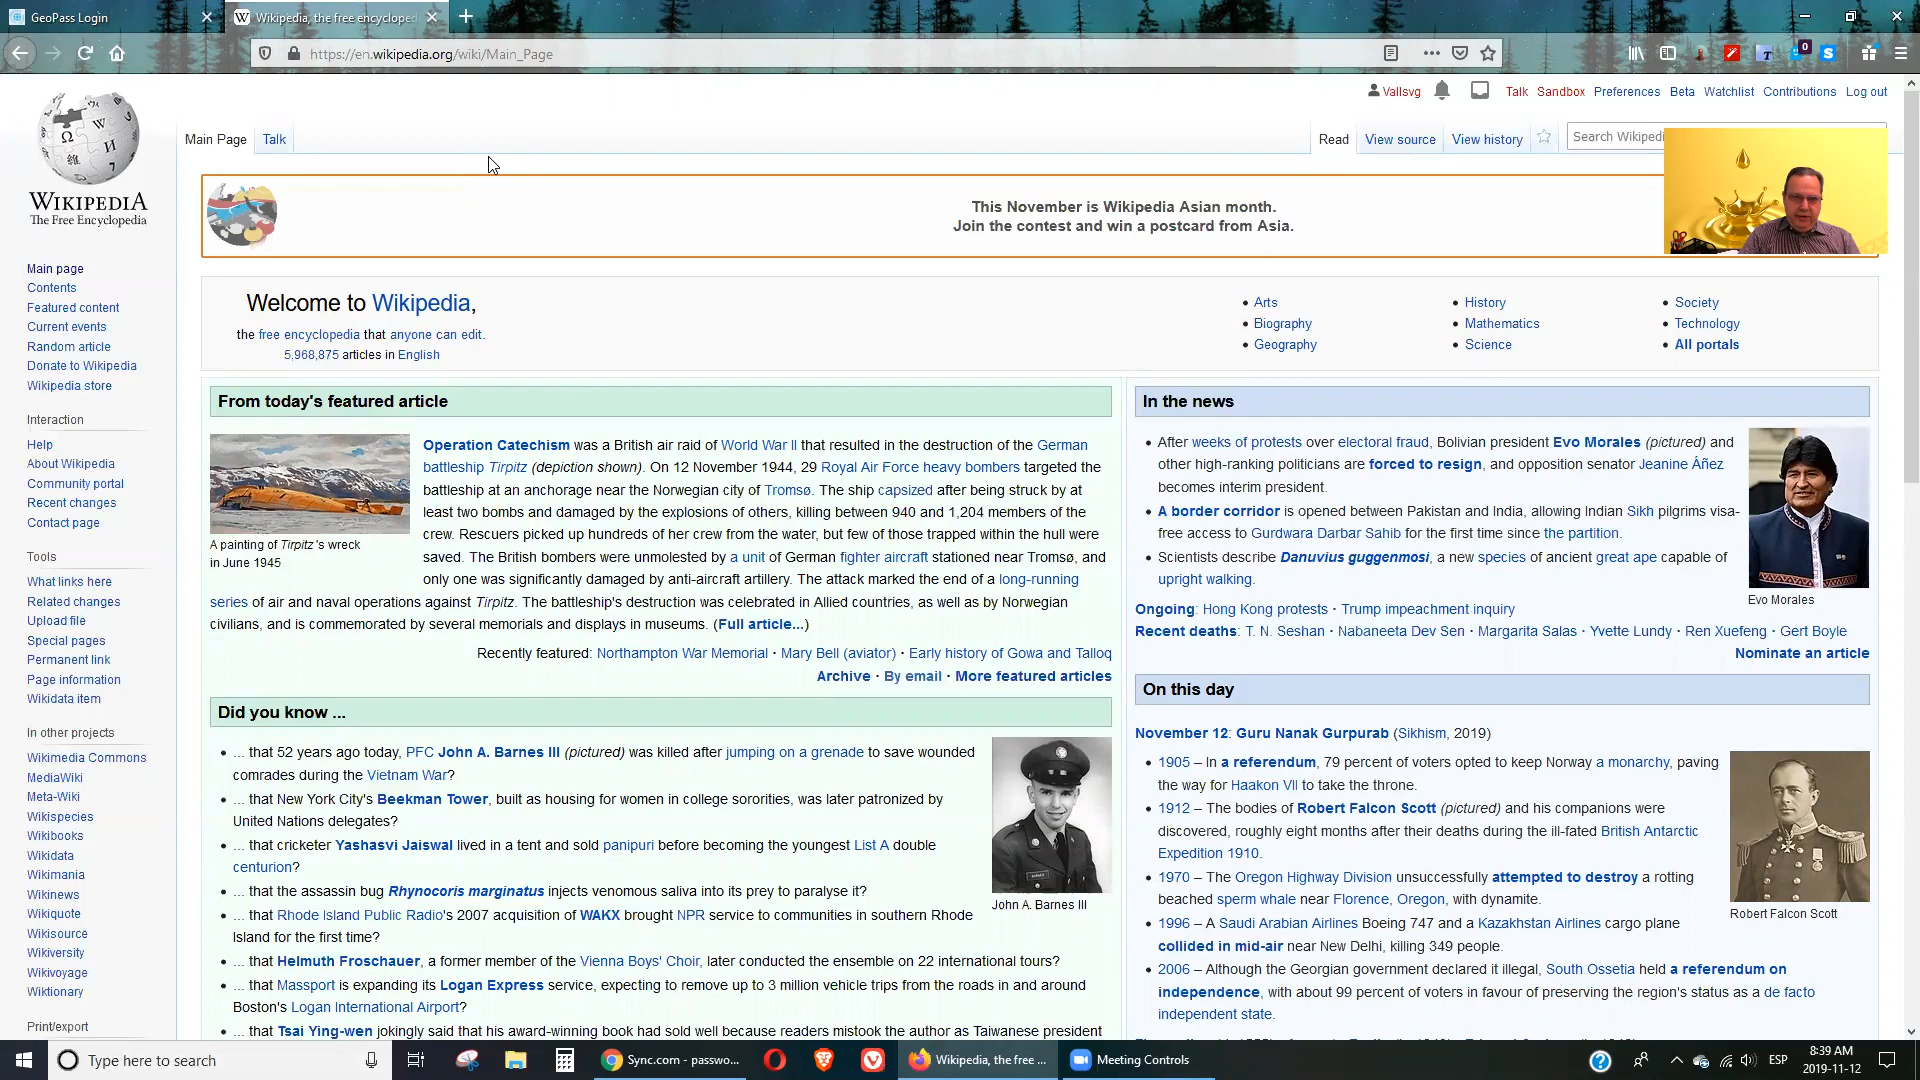 GeoPass Login
Wikipedia, the free encycloped
https://en.wikipedia.org/wiki/Main_Page
0
Vallsvg Talk Sandbox Preferences Beta Watchlist Contributions Log out
Main Page Talk Read View source View history Search Wikiped
WIKIPEDIA
The Free Encyclopedia
This November is Wikipedia Asian month.
Join the contest and win a postcard from Asia.
Main page
Contents
Featured content
Current events
Random article
Donate to Wikipedia
Wikipedia store
Interaction
Help
About Wikipedia
Community portal
Recent changes
Contact page
Tools
What links here
Related changes
Upload file
Special pages
Permanent link
Page information
Wikidata item
In other projects
Wikimedia Commons
MediaWiki
Meta-Wiki
Wikispecies
Wikibooks
Wikidata
Wikimania
Wikinews
Wikiquote
Wikisource
Wikiversity
Wikivoyage
Wiktionary
Print/export
Welcome to Wikipedia,
the free encyclopedia that anyone can edit.
5,968,875 articles in English
Arts
Biography
Geography
History
Mathematics
Science
Society
Technology
All portals
From today's featured article
A painting of Tirpitz 's wreck
in June 1945
Operation Catechism was a British air raid of World War II that resulted in the destruction of the German
battleship Tirpitz (depiction shown). On 12 November 1944, 29 Royal Air Force heavy bombers targeted the
battleship at an anchorage near the Norwegian city of Tromsø. The ship capsized after being struck by at
least two bombs and damaged by the explosions of others, killing between 940 and 1,204 members of the
crew. Rescuers picked up hundreds of her crew from the water, but few of those trapped within the hull were
saved. The British bombers were unmolested by a unit of German fighter aircraft stationed near Tromsø, and
only one was significantly damaged by anti-aircraft artillery. The attack marked the end of a long-running
series of air and naval operations against Tirpitz. The battleship's destruction was celebrated in Allied countries, as well as by Norwegian
civilians, and is commemorated by several memorials and displays in museums. (Full article...)
Recently featured: Northampton War Memorial · Mary Bell (aviator) · Early history of Gowa and Talloq
Archive · By email · More featured articles
Did you know ...
... that 52 years ago today, PFC John A. Barnes III (pictured) was killed after jumping on a grenade to save wounded
comrades during the Vietnam War?
... that New York City's Beekman Tower, built as housing for women in college sororities, was later patronized by
United Nations delegates?
... that cricketer Yashasvi Jaiswal lived in a tent and sold panipuri before becoming the youngest List A double
centurion?
... that the assassin bug Rhynocoris marginatus injects venomous saliva into its prey to paralyse it?
... that Rhode Island Public Radio's 2007 acquisition of WAKX brought NPR service to communities in southern Rhode
Island for the first time?
... that Helmuth Froschauer, a former member of the Vienna Boys' Choir, later conducted the ensemble on 22 international tours?
... that Massport is expanding its Logan Express service, expecting to remove up to 3 million vehicle trips from the roads in and around
Boston's Logan International Airport?
... that Tsai Ying-wen jokingly said that his award-winning book had sold well because readers mistook the author as Taiwanese president
John A. Barnes III
In the news
After weeks of protests over electoral fraud, Bolivian president Evo Morales (pictured) and
other high-ranking politicians are forced to resign, and opposition senator Jeanine Áñez
becomes interim president.
A border corridor is opened between Pakistan and India, allowing Indian Sikh pilgrims visa-
free access to Gurdwara Darbar Sahib for the first time since the partition.
Scientists describe Danuvius guggenmosi, a new species of ancient great ape capable of
upright walking.
Evo Morales
Ongoing: Hong Kong protests · Trump impeachment inquiry
Recent deaths: T. N. Seshan · Nabaneeta Dev Sen · Margarita Salas · Yvette Lundy · Ren Xuefeng · Gert Boyle
Nominate an article
On this day
November 12: Guru Nanak Gurpurab (Sikhism, 2019)
1905 – In a referendum, 79 percent of voters opted to keep Norway a monarchy, paving
the way for Haakon VII to take the throne.
1912 – The bodies of Robert Falcon Scott (pictured) and his companions were
discovered, roughly eight months after their deaths during the ill-fated British Antarctic
Expedition 1910.
1970 – The Oregon Highway Division unsuccessfully attempted to destroy a rotting
beached sperm whale near Florence, Oregon, with dynamite.
1996 – A Saudi Arabian Airlines Boeing 747 and a Kazakhstan Airlines cargo plane
collided in mid-air near New Delhi, killing 349 people.
2006 – Although the Georgian government declared it illegal, South Ossetia held a referendum on
independence, with about 99 percent of voters in favour of preserving the region's status as a de facto
independent state.
Robert Falcon Scott
Type here to search
Sync.com - passwo...
Wikipedia, the free ...
Meeting Controls
ESP
8:39 AM
2019-11-12